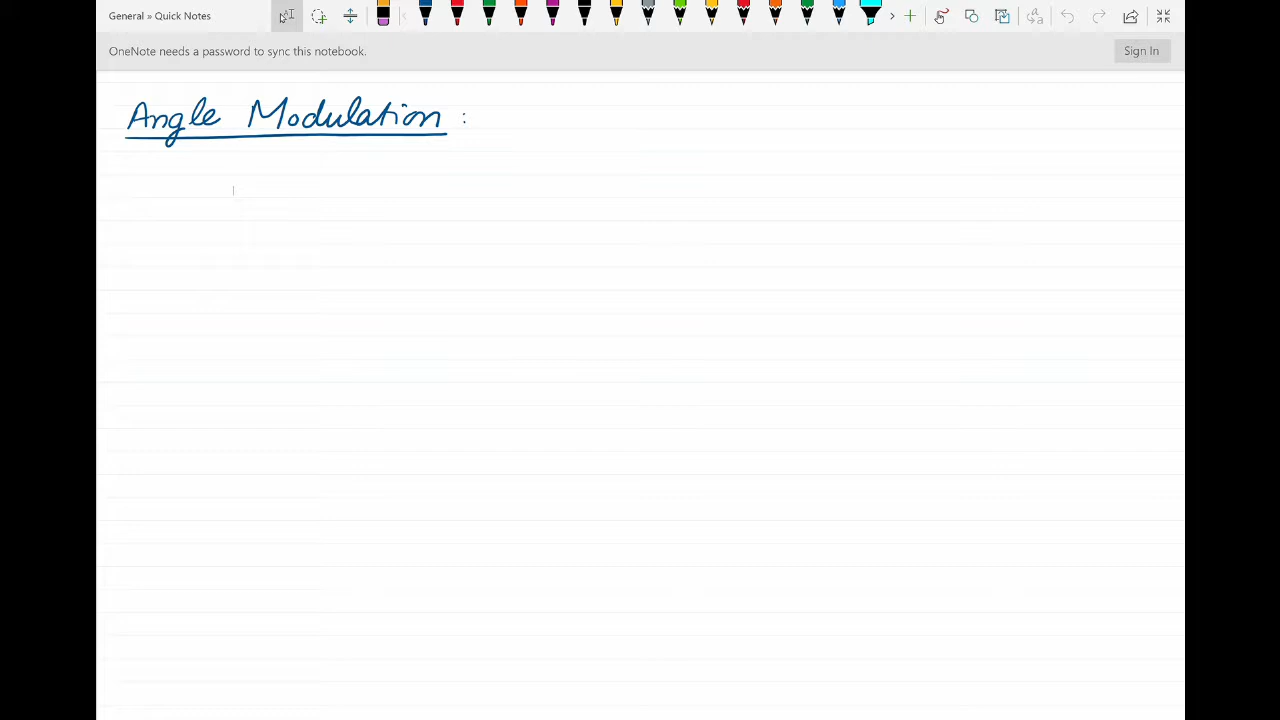 General » Quick Notes
OneNote needs a password to sync this notebook.
Sign In
Angle Modulation :